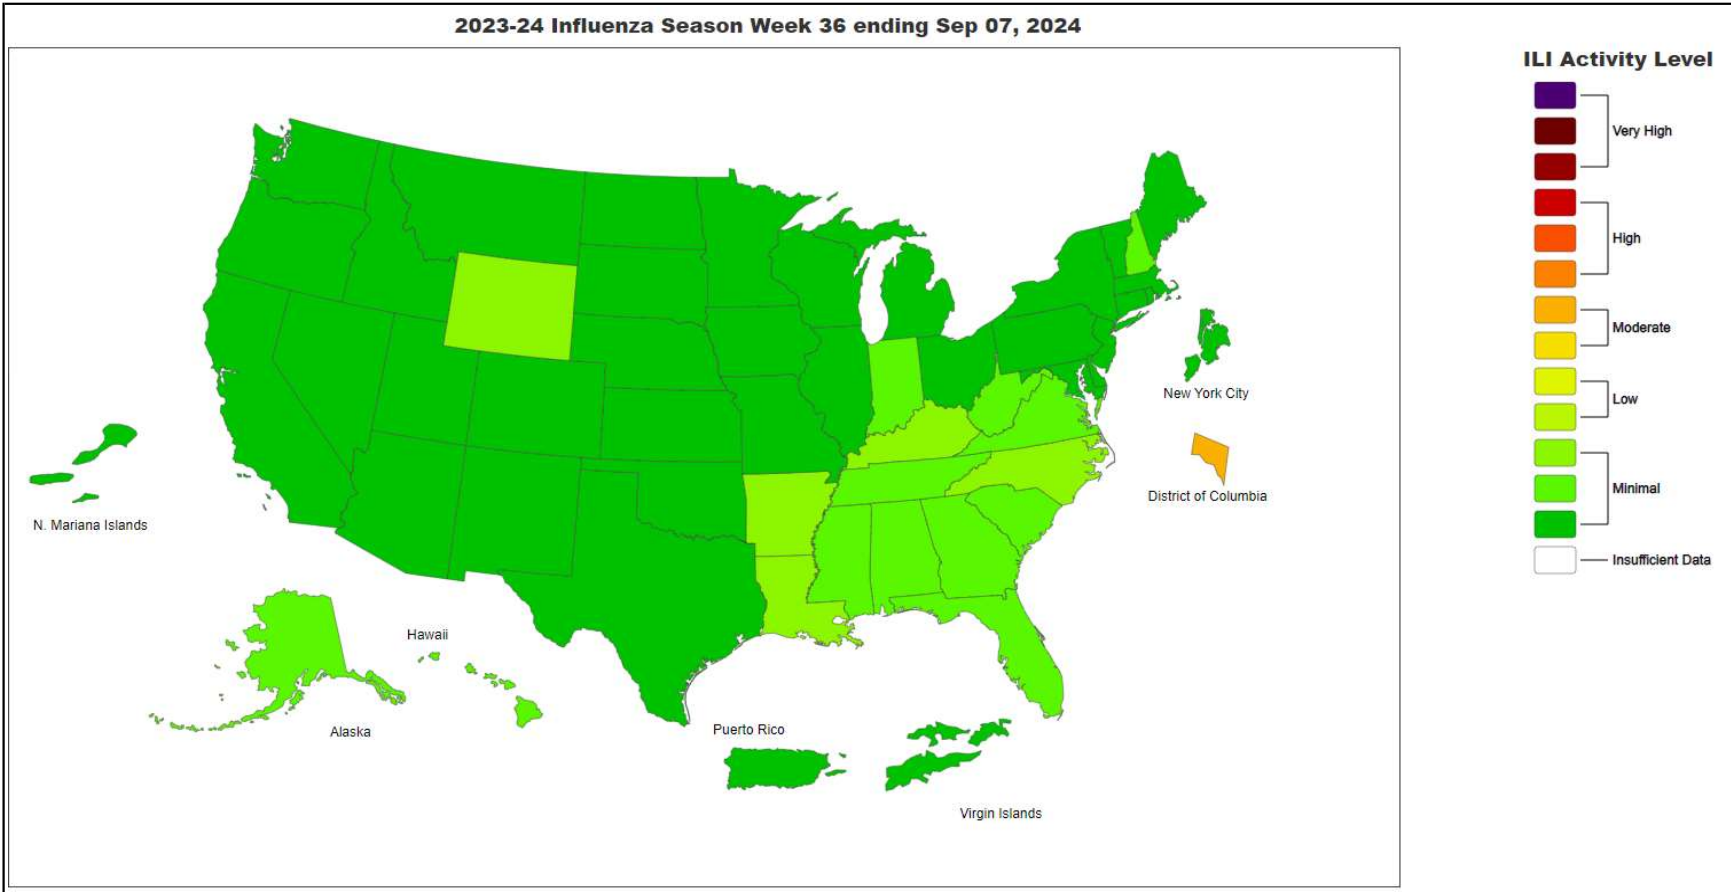 2023-24 Influenza Season Week 36 ending Sep 07, 2024
ILI Activity Level
Very High
High
Moderate
Low
Minimal
Insufficient Data
New York City
District of Columbia
N. Mariana Islands
Hawaii
Alaska
Puerto Rico
Virgin Islands